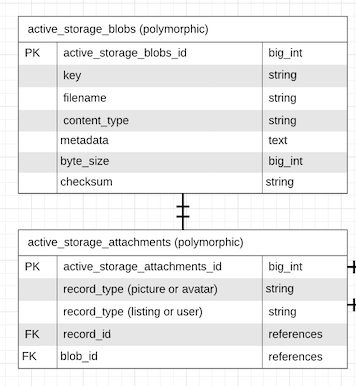 active_storage_blobs (polymorphic)
PK active_storage_blobs_id big_int
key string
filename string
content_type string
metadata text
byte_size big_int
checksum string
active_storage_attachments (polymorphic)
PK active_storage_attachments_id big_int
record_type (picture or avatar) string
record_type (listing or user) string
FK record_id references
FK blob_id references